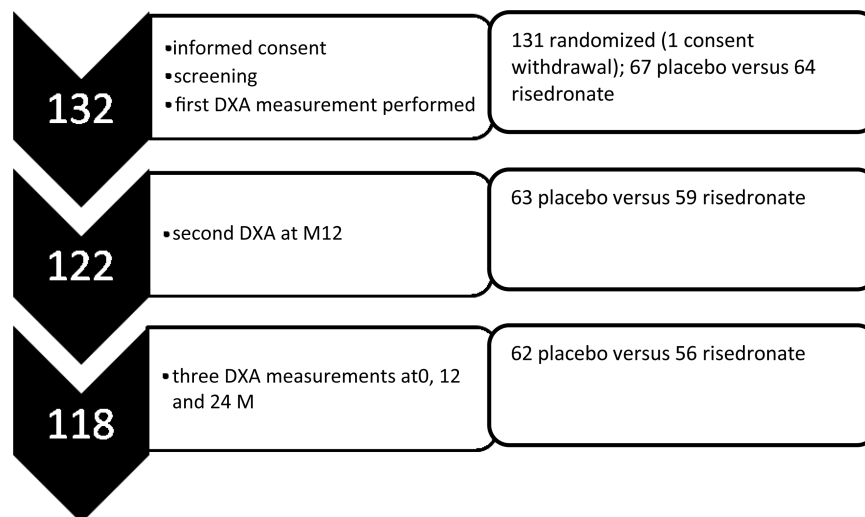 132
•informed consent
•screening
•first DXA measurement performed
131 randomized (1 consent
withdrawal); 67 placebo versus 64
risedronate
122
•second DXA at M12
63 placebo versus 59 risedronate
118
•three DXA measurements at0, 12
and 24 M
62 placebo versus 56 risedronate